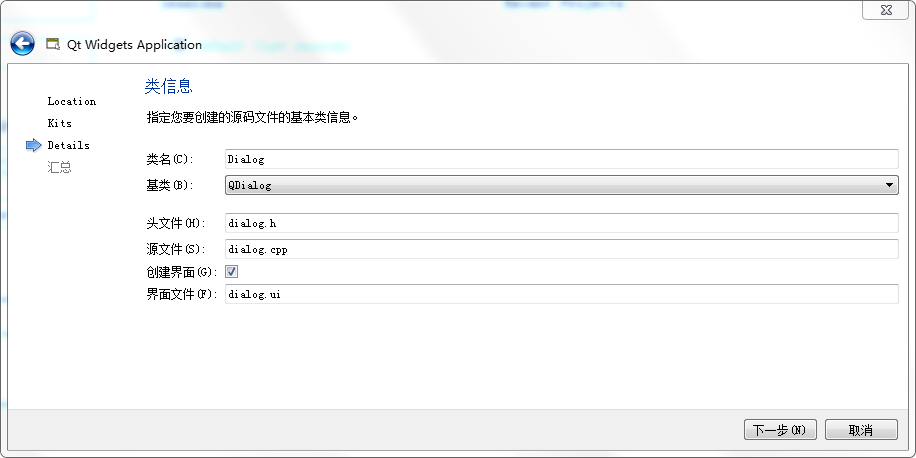 Recent Projects
Qt Widgets Application
Location
Kits
Details
汇总
类信息
指定您要创建的源码文件的基本类信息。
类名(C): Dialog
基类(B): QDialog
头文件(H): dialog.h
源文件(S): dialog.cpp
创建界面(G):
界面文件(F): dialog.ui
下一步(N) 取消